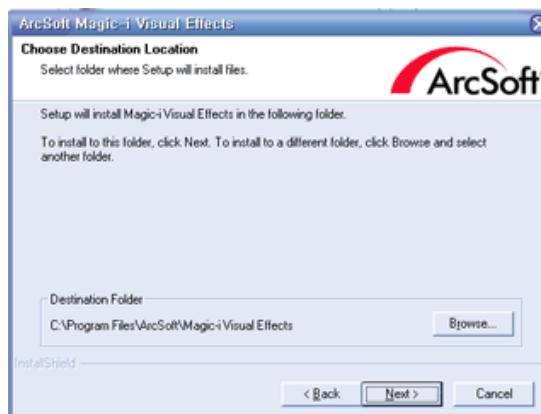 ArcSoft Magic-i Visual Effects
Choose Destination Location
Select folder where Setup will install files.
ArcSoft
Setup will install Magic-i Visual Effects in the following folder.
To install to this folder, click Next. To install to a different folder, click Browse and select
another folder.
Destination Folder
C:\Program Files\ArcSoft\Magic-i Visual Effects
Browse...
InstallShield
< Back
Next >
Cancel